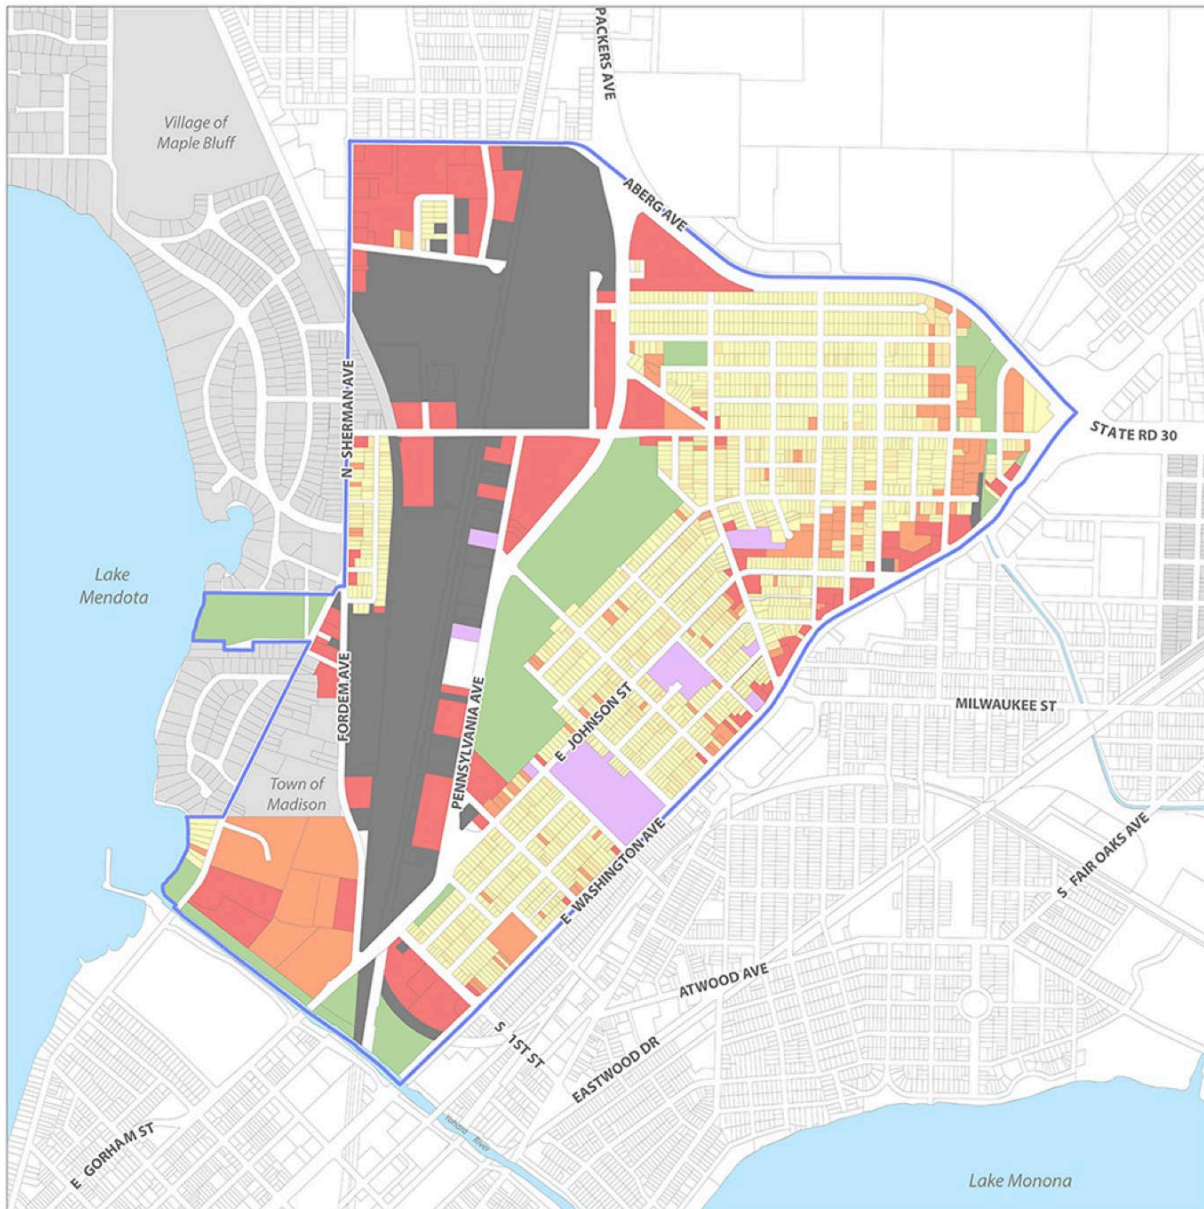 PACKERS AVE
Village of
Maple Bluff
ABERG AVE
N SHERMAN AVE
STATE RD 30
Lake
Mendota
FORDEM AVE
PENNSYLVANIA AVE
E JOHNSON ST
MILWAUKEE ST
Town of
Madison
E WASHINGTON AVE
S FAIR OAKS AVE
ATWOOD AVE
S 1ST ST
EASTWOOD DR
E GORHAM ST
Yahara River
Lake Monona